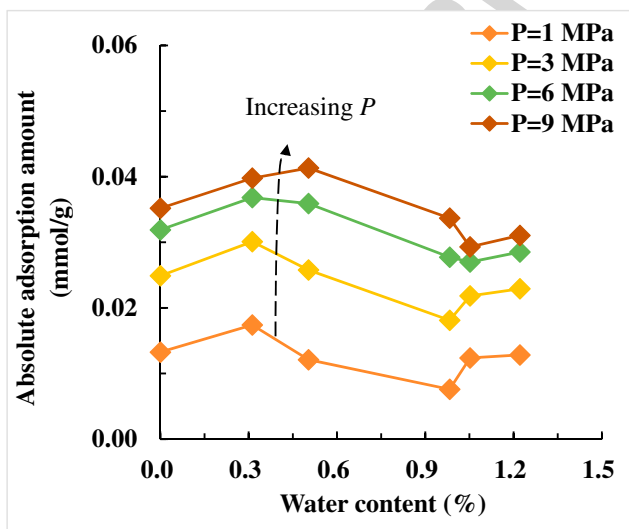 P=1 MPa
P=3 MPa
P=6 MPa
P=9 MPa
Increasing P
Absolute adsorption amount
(mmol/g)
0.06
0.04
0.02
0.00
0.0 0.3 0.6 0.9 1.2 1.5
Water content (%)